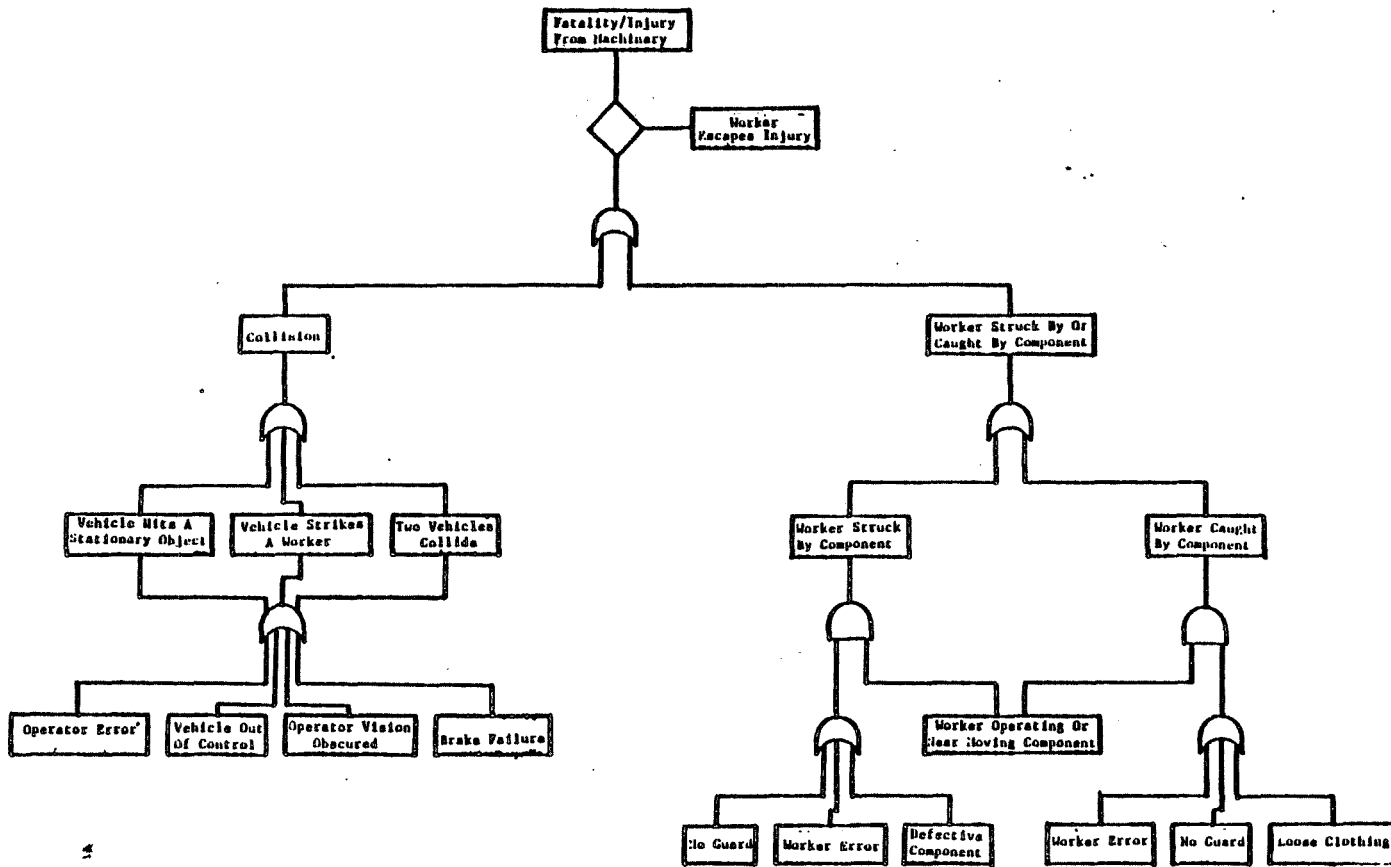 Fatality/Injury
From Machinary
Worker
Escapes Injury
Collision
Worker Struck By Or
Caught By Component
Vehicle Hits A
Stationary Object
Vehicle Strikes
A Worker
Two Vehicles
Collide
Worker Struck
By Component
Worker Caught
By Component
Operator Error
Vehicle Out
Of Control
Operator Vision
Obscured
Brake Failure
Worker Operating Or
Near Moving Component
No Guard
Worker Error
Defective
Component
Worker Error
No Guard
Loose Clothing